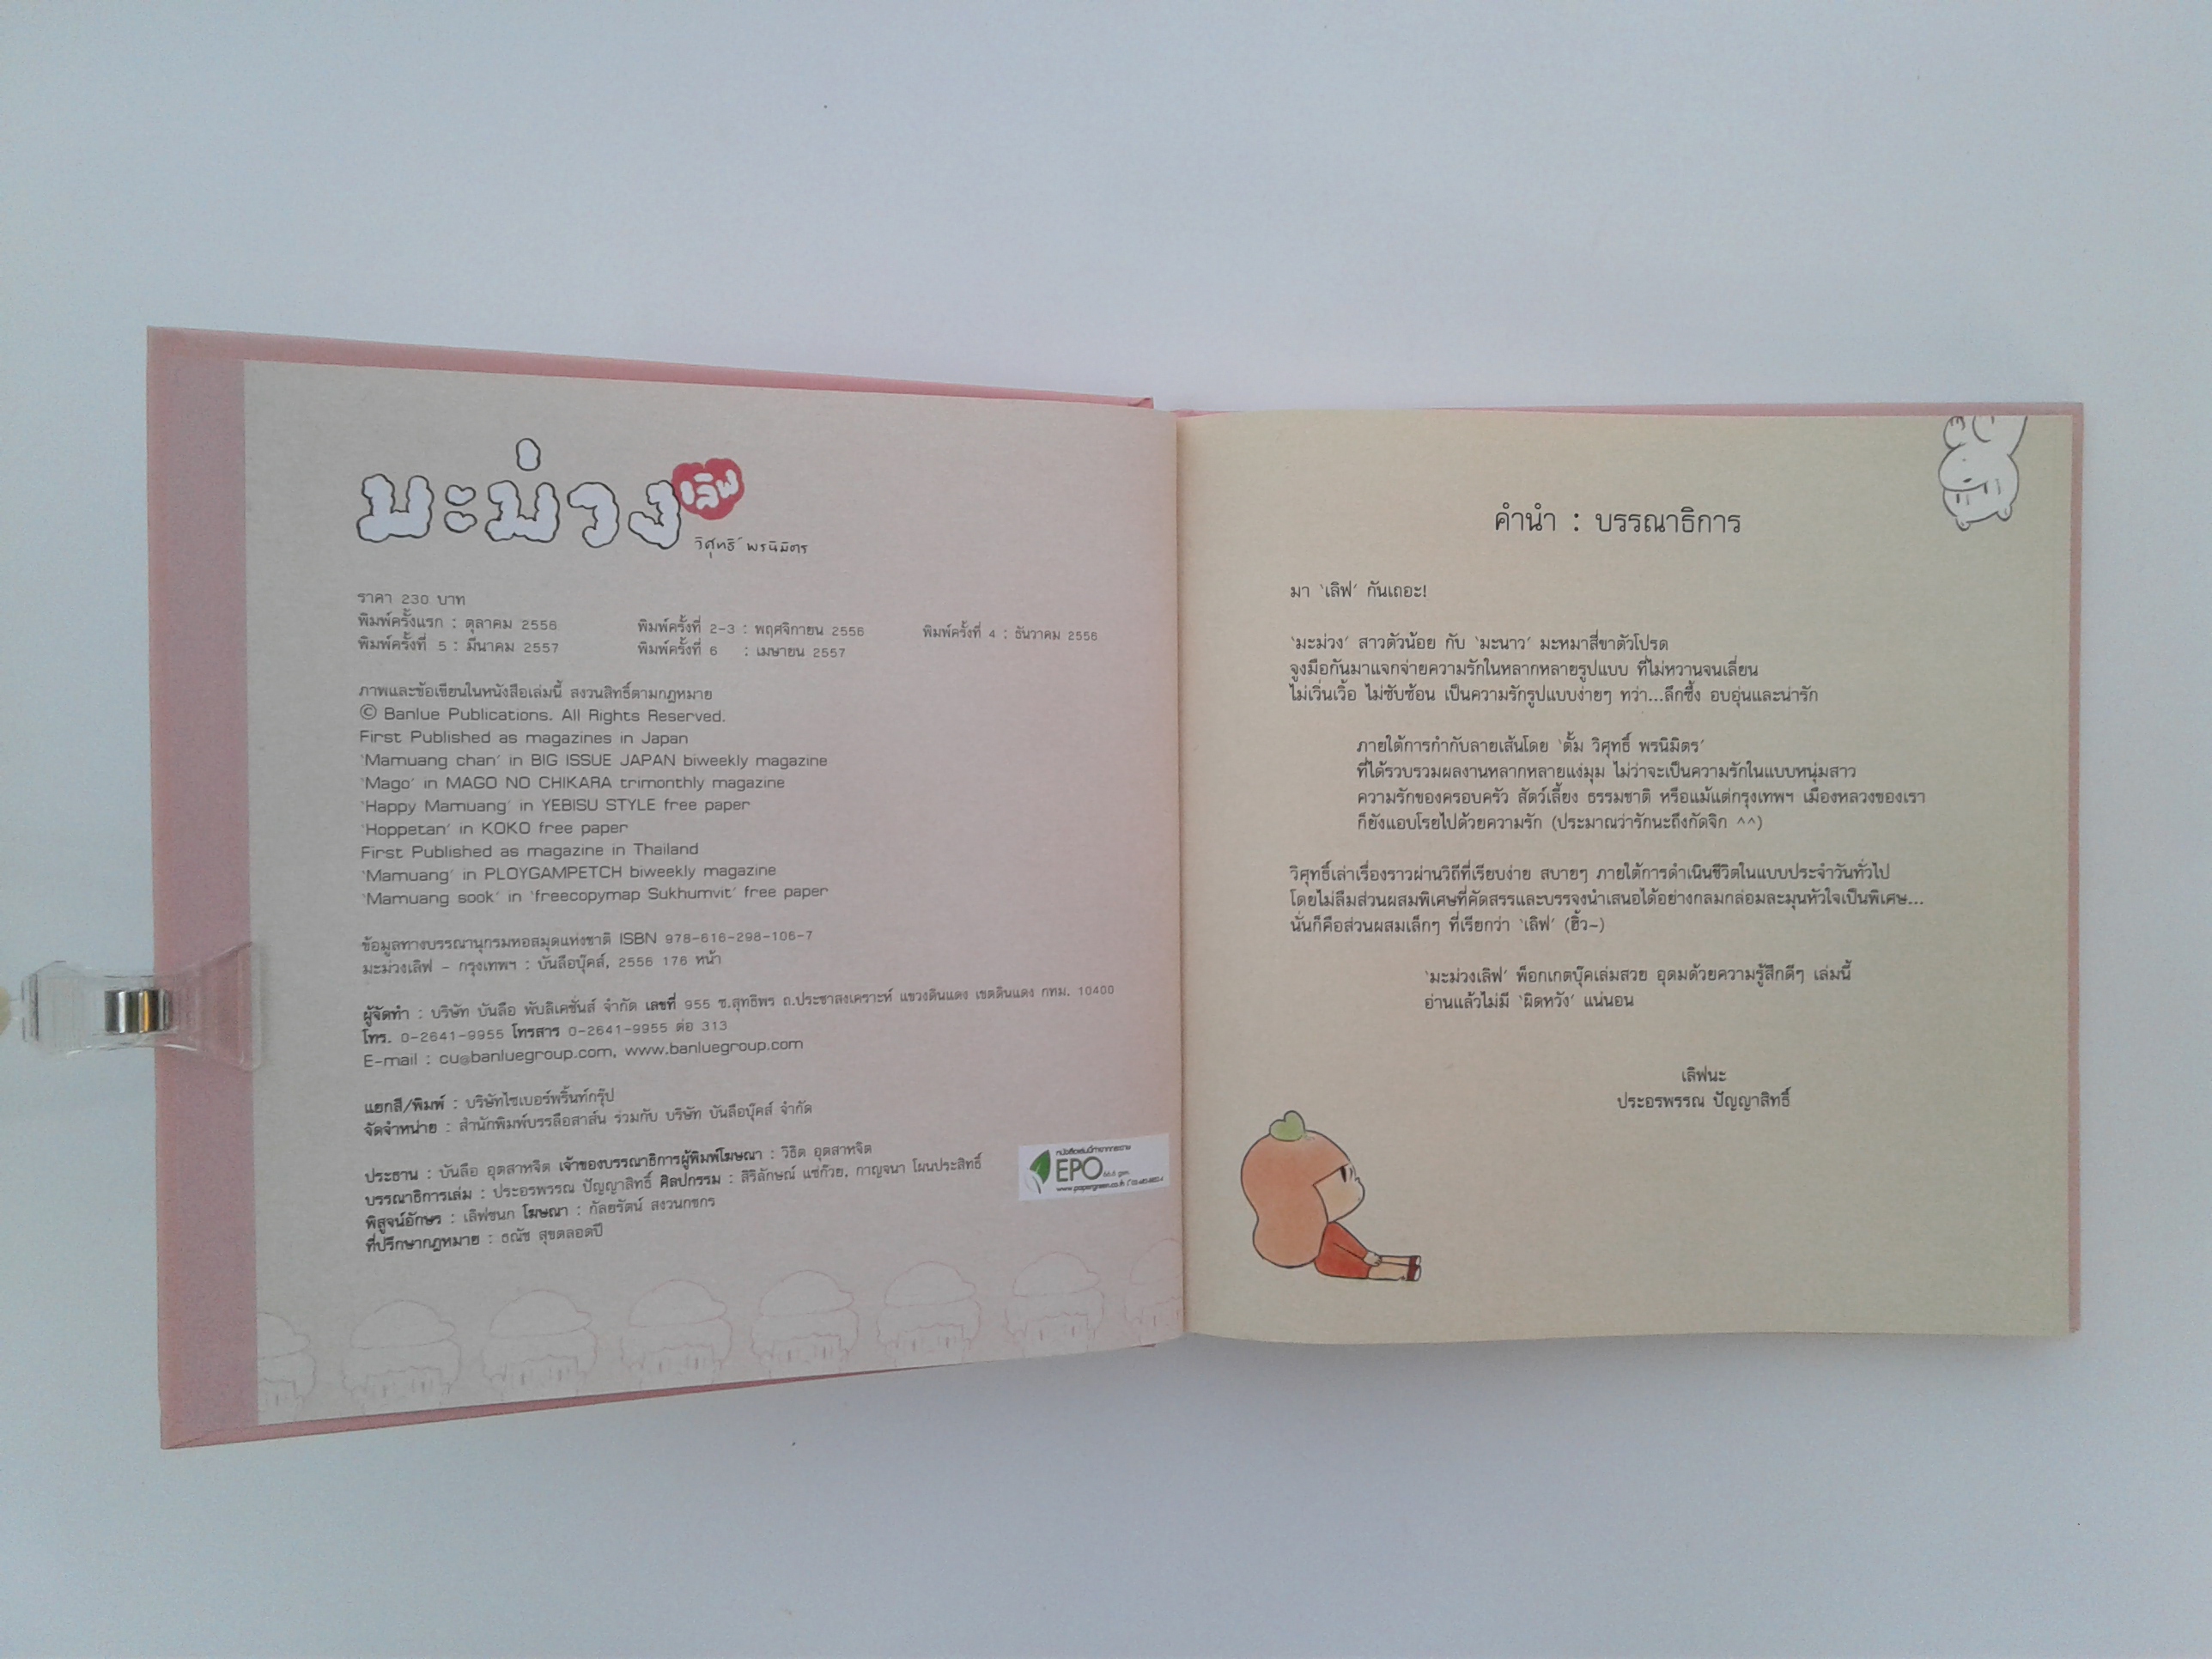 มะม่วง เลิฟ
วิศุทธิ์ พรนิมิตร
ราคา 230 บาท
พิมพ์ครั้งแรก : ตุลาคม 2556 พิมพ์ครั้งที่ 2-3 : พฤศจิกายน 2556 พิมพ์ครั้งที่ 4 : ธันวาคม 2556
พิมพ์ครั้งที่ 5 : มีนาคม 2557 พิมพ์ครั้งที่ 6 : เมษายน 2557
ภาพและข้อเขียนในหนังสือเล่มนี้ สงวนสิทธิ์ตามกฎหมาย
© Banlue Publications. All Rights Reserved.
First Published as magazines in Japan
'Mamuang chan' in BIG ISSUE JAPAN biweekly magazine
'Mago' in MAGO NO CHIKARA trimonthly magazine
'Happy Mamuang' in YEBISU STYLE free paper
'Hoppetan' in KOKO free paper
First Published as magazine in Thailand
'Mamuang' in PLOYGAMPETCH biweekly magazine
'Mamuang sook' in 'freecopymap Sukhumvit' free paper
ข้อมูลทางบรรณานุกรมหอสมุดแห่งชาติ ISBN 978-616-298-106-7
มะม่วงเลิฟ - กรุงเทพฯ : บันลือบุ๊คส์, 2556 176 หน้า
ผู้จัดทำ : บริษัท บันลือ พับลิเคชั่นส์ จำกัด เลขที่ 955 ซ.สุทธิพร ถ.ประชาสงเคราะห์ แขวงดินแดง เขตดินแดง กทม. 10400
โทร. 0-2641-9955 โทรสาร 0-2641-9955 ต่อ 313
E-mail : cu@banluegroup.com, www.banluegroup.com
แยกสี/พิมพ์ : บริษัทไซเบอร์พริ้นท์กรุ๊ป
จัดจำหน่าย : สำนักพิมพ์บรรลือสาส์น ร่วมกับ บริษัท บันลือบุ๊คส์ จำกัด
ประธาน : บันลือ อุตสาหจิต เจ้าของบรรณาธิการผู้พิมพ์โฆษณา : วิธิต อุตสาหจิต
บรรณาธิการเล่ม : ประอรพรรณ ปัญญาสิทธิ์ ศิลปกรรม : สิริลักษณ์ แซ่ก๊วย, กาญจนา โผนประสิทธิ์
พิสูจน์อักษร : เลิฟชนก โฆษณา : กัลยรัตน์ สงวนกชกร
ที่ปรึกษากฎหมาย : ธณัช สุขตลอดปี
หนังสือเล่มนี้ทำจากกระดาษ
EPO
www.papergreen.co.th
คำนำ : บรรณาธิการ
มา 'เลิฟ' กันเถอะ!
'มะม่วง' สาวตัวน้อย กับ 'มะนาว' มะหมาสี่ขาตัวโปรด
จูงมือกันมาแจกจ่ายความรักในหลากหลายรูปแบบ ที่ไม่หวานจนเลี่ยน
ไม่เวิ่นเว้อ ไม่ซับซ้อน เป็นความรักรูปแบบง่ายๆ ทว่า...ลึกซึ้ง อบอุ่นและน่ารัก
ภายใต้การกำกับลายเส้นโดย 'ตั้ม วิศุทธิ์ พรนิมิตร'
ที่ได้รวบรวมผลงานหลากหลายแง่มุม ไม่ว่าจะเป็นความรักในแบบหนุ่มสาว
ความรักของครอบครัว สัตว์เลี้ยง ธรรมชาติ หรือแม้แต่กรุงเทพฯ เมืองหลวงของเรา
ก็ยังแอบโรยไปด้วยความรัก (ประมาณว่ารักนะถึงกัดจิก ^^)
วิศุทธิ์เล่าเรื่องราวผ่านวิถีที่เรียบง่าย สบายๆ ภายใต้การดำเนินชีวิตในแบบประจำวันทั่วไป
โดยไม่ลืมส่วนผสมพิเศษที่คัดสรรและบรรจงนำเสนอได้อย่างกลมกล่อมละมุนหัวใจเป็นพิเศษ...
นั่นก็คือส่วนผสมเล็กๆ ที่เรียกว่า 'เลิฟ' (ฮิ้ว~)
'มะม่วงเลิฟ' พ็อกเกตบุ๊คเล่มสวย อุดมด้วยความรู้สึกดีๆ เล่มนี้
อ่านแล้วไม่มี 'ผิดหวัง' แน่นอน
เลิฟนะ
ประอรพรรณ ปัญญาสิทธิ์